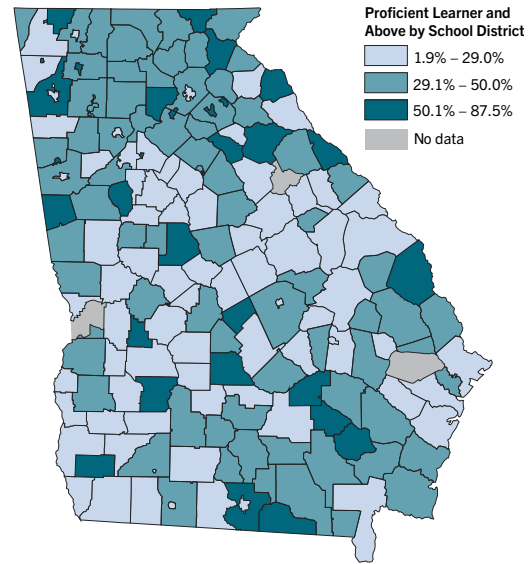 Proficient Learner and
Above by School District
1.9% – 29.0%
29.1% – 50.0%
50.1% – 87.5%
No data